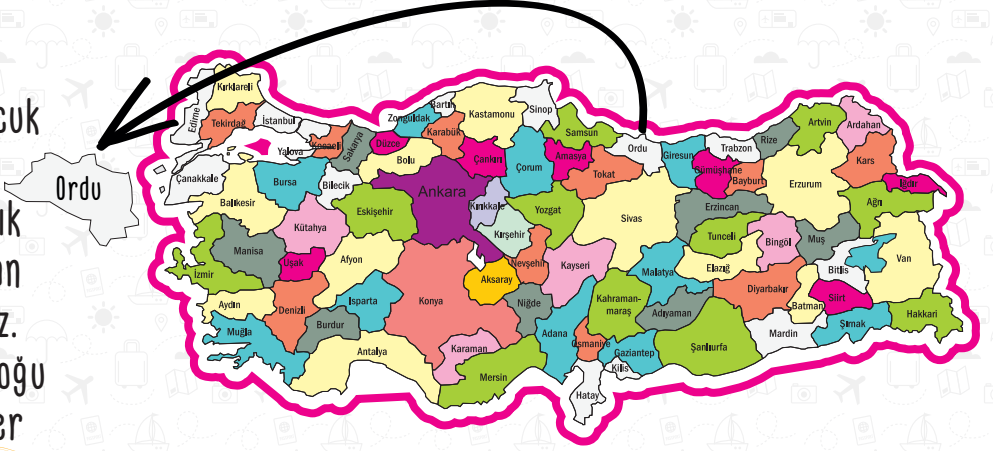 cuk
Ordu
ık
on
z.
oğu
er
Kırklareli
Edirne
Tekirdağ
İstanbul
Yalova
Kocaeli
Sakarya
Düzce
Zonguldak
Bartın
Karabük
Kastamonu
Sinop
Samsun
Ordu
Giresun
Trabzon
Rize
Artvin
Ardahan
Kars
Iğdır
Çanakkale
Balıkesir
Bursa
Bilecik
Bolu
Çankırı
Çorum
Amasya
Tokat
Gümüşhane
Bayburt
Erzurum
Ağrı
Kütahya
Eskişehir
Ankara
Kırıkkale
Kırşehir
Yozgat
Sivas
Erzincan
Tunceli
Bingöl
Muş
Bitlis
Van
İzmir
Manisa
Uşak
Afyon
Konya
Aksaray
Nevşehir
Kayseri
Malatya
Elazığ
Diyarbakır
Batman
Siirt
Şırnak
Hakkari
Aydın
Denizli
Isparta
Burdur
Muğla
Antalya
Karaman
Mersin
Niğde
Adana
Kahraman-
maraş
Osmaniye
Adıyaman
Gaziantep
Kilis
Hatay
Şanlıurfa
Mardin